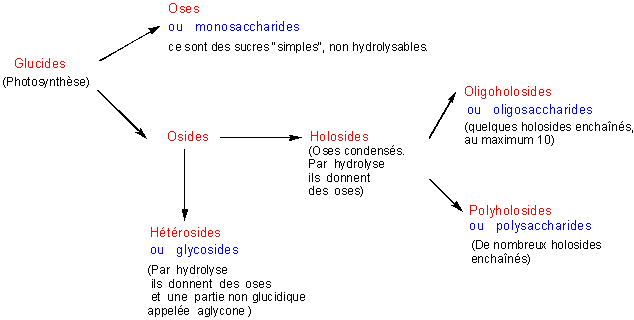 Oses
ou monosaccharides
ce sont des sucres "simples", non hydrolysables.
Glucides
(Photosynthèse)
Osides
Holosides
(Oses condensés.
Par hydrolyse
ils donnent
des oses)
Oligoholosides
ou oligosaccharides
(quelques holosides enchaînés,
au maximum 10)
Polyholosides
ou polysaccharides
(De nombreux holosides
enchaînés)
Hétérosides
ou glycosides
(Par hydrolyse
ils donnent des oses
et une partie non glucidique
appelée aglycone)